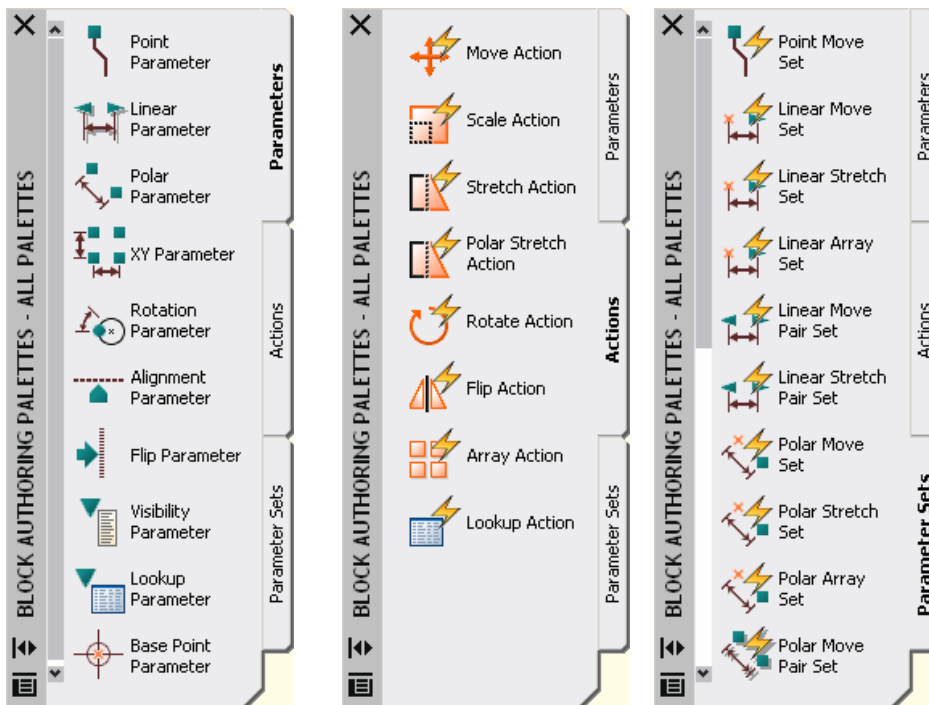 BLOCK AUTHORING PALETTES - ALL PALETTES
Point
Parameter
Linear
Parameter
Polar
Parameter
XY Parameter
Rotation
Parameter
Alignment
Parameter
Flip Parameter
Visibility
Parameter
Lookup
Parameter
Base Point
Parameter
Parameters
Actions
Parameter Sets
BLOCK AUTHORING PALETTES - ALL PALETTES
Move Action
Scale Action
Stretch Action
Polar Stretch
Action
Rotate Action
Flip Action
Array Action
Lookup Action
Parameters
Actions
Parameter Sets
BLOCK AUTHORING PALETTES - ALL PALETTES
Point Move
Set
Linear Move
Set
Linear Stretch
Set
Linear Array
Set
Linear Move
Pair Set
Linear Stretch
Pair Set
Polar Move
Set
Polar Stretch
Set
Polar Array
Set
Polar Move
Pair Set
Parameters
Actions
Parameter Sets